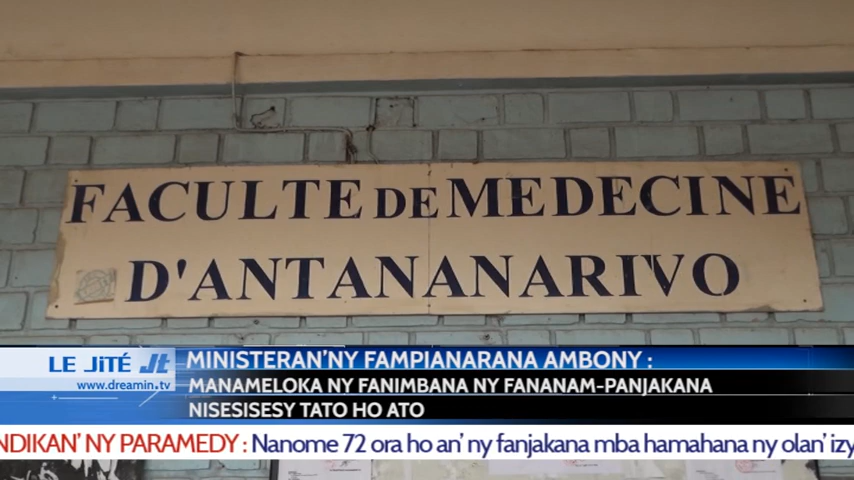 FACULTE DE MEDECINE
D'ANTANANARIVO
LE JiTÉ Jt
www.dreamin.tv
MINISTERAN'NY FAMPIANARANA AMBONY :
MANAMELOKA NY FANIMBANA NY FANANAM-PANJAKANA
NISESISESY TATO HO ATO
NDIKAN' NY PARAMEDY : Nanome 72 ora ho an' ny fanjakana mba hamahana ny olan' izy